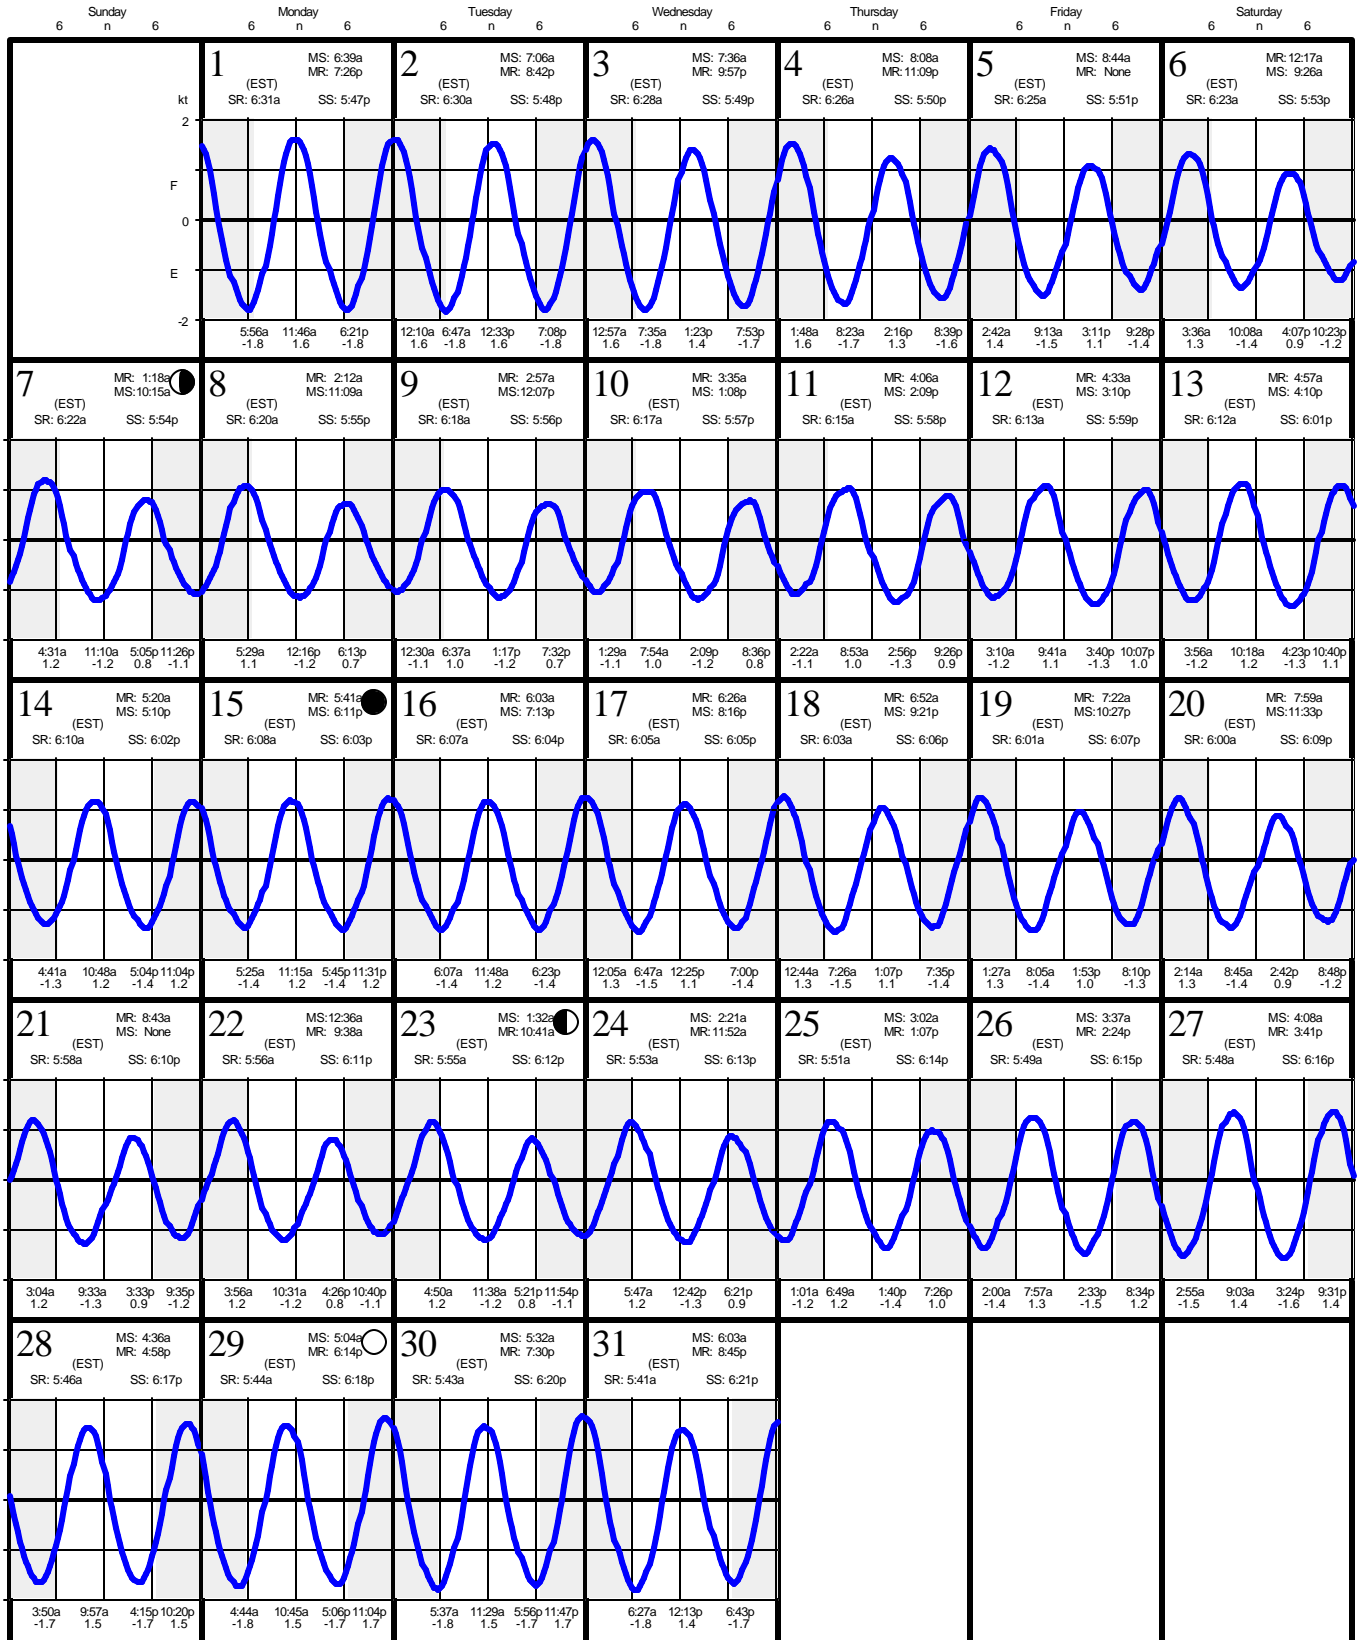 Sunday Monday Tuesday Wednesday Thursday Friday Saturday
6 n 6 6 n 6 6 n 6 6 n 6 6 n 6 6 n 6 6 n 6
1 (EST) MS: 6:39a
MR: 7:26p
SR: 6:31a SS: 5:47p
2 (EST) MS: 7:06a
MR: 8:42p
SR: 6:30a SS: 5:48p
3 (EST) MS: 7:36a
MR: 9:57p
SR: 6:28a SS: 5:49p
4 (EST) MS: 8:08a
MR: 11:09p
SR: 6:26a SS: 5:50p
5 (EST) MS: 8:44a
MR: None
SR: 6:25a SS: 5:51p
6 (EST) MR: 12:17a
MS: 9:26a
SR: 6:23a SS: 5:53p
kt
2
F
0
E
-2
5:56a 11:46a 6:21p
-1.8 1.6 -1.8
12:10a 6:47a 12:33p 7:08p
1.6 -1.8 1.6 -1.8
12:57a 7:35a 1:23p 7:53p
1.6 -1.8 1.4 -1.7
1:48a 8:23a 2:16p 8:39p
1.6 -1.7 1.3 -1.6
2:42a 9:13a 3:11p 9:28p
1.4 -1.5 1.1 -1.4
3:36a 10:08a 4:07p 10:23p
1.3 -1.4 0.9 -1.2
7 (EST) MR: 1:18a
MS: 10:15a
SR: 6:22a SS: 5:54p
8 (EST) MR: 2:12a
MS: 11:09a
SR: 6:20a SS: 5:55p
9 (EST) MR: 2:57a
MS: 12:07p
SR: 6:18a SS: 5:56p
10 (EST) MR: 3:35a
MS: 1:08p
SR: 6:17a SS: 5:57p
11 (EST) MR: 4:06a
MS: 2:09p
SR: 6:15a SS: 5:58p
12 (EST) MR: 4:33a
MS: 3:10p
SR: 6:13a SS: 5:59p
13 (EST) MR: 4:57a
MS: 4:10p
SR: 6:12a SS: 6:01p
4:31a 11:10a 5:05p 11:26p
1.2 -1.2 0.8 -1.1
5:29a 12:16p 6:13p
1.1 -1.2 0.7
12:30a 6:37a 1:17p 7:32p
-1.1 1.0 -1.2 0.7
1:29a 7:54a 2:09p 8:36p
-1.1 1.0 -1.2 0.8
2:22a 8:53a 2:56p 9:26p
-1.1 1.0 -1.3 0.9
3:10a 9:41a 3:40p 10:07p
-1.2 1.1 -1.3 1.0
3:56a 10:18a 4:23p 10:40p
-1.2 1.2 -1.3 1.1
14 (EST) MR: 5:20a
MS: 5:10p
SR: 6:10a SS: 6:02p
15 (EST) MR: 5:41a
MS: 6:11p
SR: 6:08a SS: 6:03p
16 (EST) MR: 6:03a
MS: 7:13p
SR: 6:07a SS: 6:04p
17 (EST) MR: 6:26a
MS: 8:16p
SR: 6:05a SS: 6:05p
18 (EST) MR: 6:52a
MS: 9:21p
SR: 6:03a SS: 6:06p
19 (EST) MR: 7:22a
MS: 10:27p
SR: 6:01a SS: 6:07p
20 (EST) MR: 7:59a
MS: 11:33p
SR: 6:00a SS: 6:09p
4:41a 10:48a 5:04p 11:04p
-1.3 1.2 -1.4 1.2
5:25a 11:15a 5:45p 11:31p
-1.4 1.2 -1.4 1.2
6:07a 11:48a 6:23p
-1.4 1.2 -1.4
12:05a 6:47a 12:25p 7:00p
1.3 -1.5 1.1 -1.4
12:44a 7:26a 1:07p 7:35p
1.3 -1.5 1.1 -1.4
1:27a 8:05a 1:53p 8:10p
1.3 -1.4 1.0 -1.3
2:14a 8:45a 2:42p 8:48p
1.3 -1.4 0.9 -1.2
21 (EST) MR: 8:43a
MS: None
SR: 5:58a SS: 6:10p
22 (EST) MS: 12:36a
MR: 9:38a
SR: 5:56a SS: 6:11p
23 (EST) MS: 1:32a
MR: 10:41a
SR: 5:55a SS: 6:12p
24 (EST) MS: 2:21a
MR: 11:52a
SR: 5:53a SS: 6:13p
25 (EST) MS: 3:02a
MR: 1:07p
SR: 5:51a SS: 6:14p
26 (EST) MS: 3:37a
MR: 2:24p
SR: 5:49a SS: 6:15p
27 (EST) MS: 4:08a
MR: 3:41p
SR: 5:48a SS: 6:16p
3:04a 9:33a 3:33p 9:35p
1.2 -1.3 0.9 -1.2
3:56a 10:31a 4:26p 10:40p
1.2 -1.2 0.8 -1.1
4:50a 11:38a 5:21p 11:54p
1.2 -1.2 0.8 -1.1
5:47a 12:42p 6:21p
1.2 -1.3 0.9
1:01a 6:49a 1:40p 7:26p
-1.2 1.2 -1.4 1.0
2:00a 7:57a 2:33p 8:34p
-1.4 1.3 -1.5 1.2
2:55a 9:03a 3:24p 9:31p
-1.5 1.4 -1.6 1.4
28 (EST) MS: 4:36a
MR: 4:58p
SR: 5:46a SS: 6:17p
29 (EST) MS: 5:04a
MR: 6:14p
SR: 5:44a SS: 6:18p
30 (EST) MS: 5:32a
MR: 7:30p
SR: 5:43a SS: 6:20p
31 (EST) MS: 6:03a
MR: 8:45p
SR: 5:41a SS: 6:21p
3:50a 9:57a 4:15p 10:20p
-1.7 1.5 -1.7 1.5
4:44a 10:45a 5:06p 11:04p
-1.8 1.5 -1.7 1.7
5:37a 11:29a 5:56p 11:47p
-1.8 1.5 -1.7 1.7
6:27a 12:13p 6:43p
-1.8 1.4 -1.7